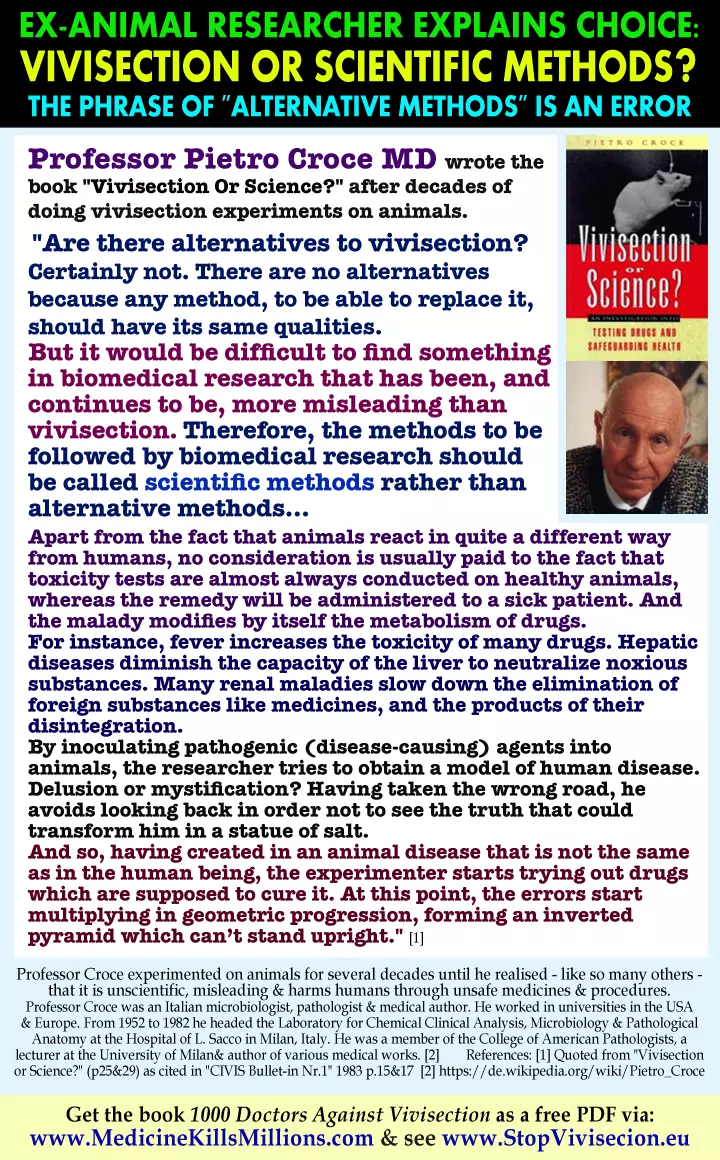 EX-ANIMAL RESEARCHER EXPLAINS CHOICE:
VIVISECTION OR SCIENTIFIC METHODS?
THE PHRASE OF "ALTERNATIVE METHODS" IS AN ERROR
Professor Pietro Croce MD wrote the
book "Vivisection Or Science?" after decades of
doing vivisection experiments on animals.
"Are there alternatives to vivisection?
Certainly not. There are no alternatives
because any method, to be able to replace it,
should have its same qualities.
But it would be difficult to find something
in biomedical research that has been, and
continues to be, more misleading than
vivisection. Therefore, the methods to be
followed by biomedical research should
be called scientific methods rather than
alternative methods...
PIETRO CROCE
Vivisection
or
Science?
AN INVESTIGATION INTO
TESTING DRUGS AND
SAFEGUARDING HEALTH
Apart from the fact that animals react in quite a different way
from humans, no consideration is usually paid to the fact that
toxicity tests are almost always conducted on healthy animals,
whereas the remedy will be administered to a sick patient. And
the malady modifies by itself the metabolism of drugs.
For instance, fever increases the toxicity of many drugs. Hepatic
diseases diminish the capacity of the liver to neutralize noxious
substances. Many renal maladies slow down the elimination of
foreign substances like medicines, and the products of their
disintegration.
By inoculating pathogenic (disease-causing) agents into
animals, the researcher tries to obtain a model of human disease.
Delusion or mystification? Having taken the wrong road, he
avoids looking back in order not to see the truth that could
transform him in a statue of salt.
And so, having created in an animal disease that is not the same
as in the human being, the experimenter starts trying out drugs
which are supposed to cure it. At this point, the errors start
multiplying in geometric progression, forming an inverted
pyramid which can't stand upright." [1]
Professor Croce experimented on animals for several decades until he realised - like so many others -
that it is unscientific, misleading & harms humans through unsafe medicines & procedures.
Professor Croce was an Italian microbiologist, pathologist & medical author. He worked in universities in the USA
& Europe. From 1952 to 1982 he headed the Laboratory for Chemical Clinical Analysis, Microbiology & Pathological
Anatomy at the Hospital of L. Sacco in Milan, Italy. He was a member of the College of American Pathologists, a
lecturer at the University of Milan& author of various medical works. [2] References: [1] Quoted from "Vivisection
or Science?" (p25&29) as cited in "CIVIS Bullet-in Nr.1" 1983 p.15&17 [2] https://de.wikipedia.org/wiki/Pietro_Croce
Get the book 1000 Doctors Against Vivisection as a free PDF via:
www.MedicineKillsMillions.com & see www.StopVivisecion.eu